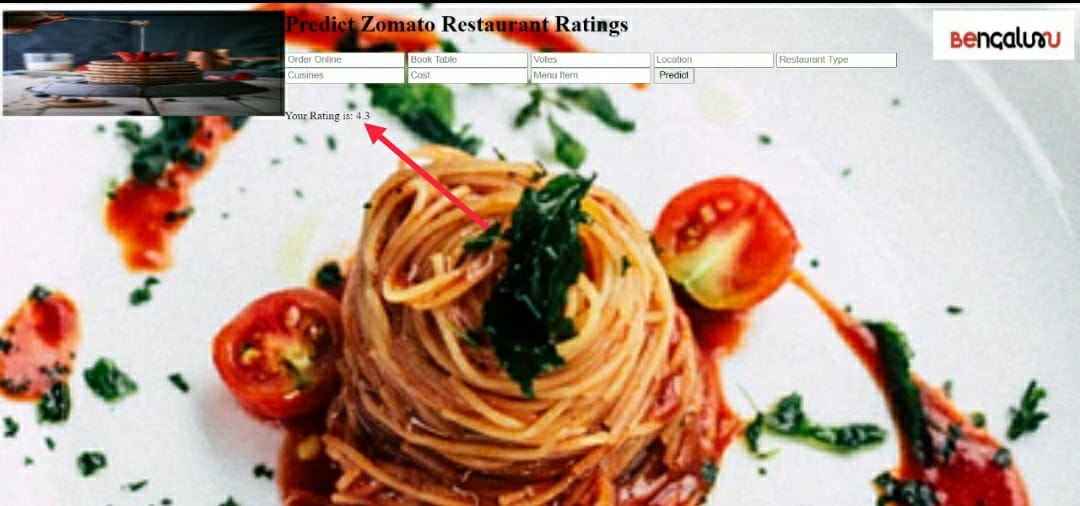 Predict Zomato Restaurant Ratings
BENGALURU
Order Online Book Table Votes Location Restaurant Type
Cuisines Cost Menu Item Predict
Your Rating is: 4.3